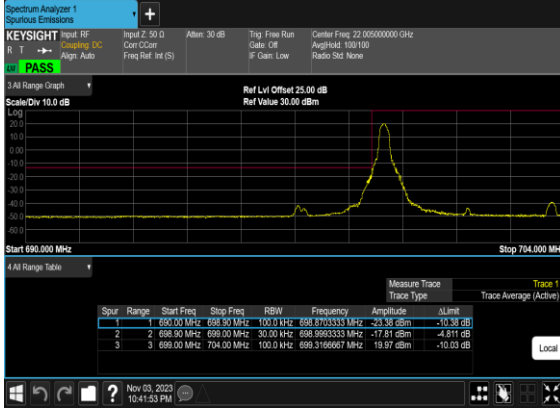 Spectrum Analyzer 1
Spurious Emissions
+
KEYSIGHT
R T
Input: RF
Coupling: DC
Align: Auto
Input Z: 50 Ω
Corr CCorr
Freq Ref: Int (S)
Atten: 30 dB
Trig: Free Run
Gate: Off
IF Gain: Low
Center Freq: 22.005000000 GHz
Avg|Hold: 100/100
Radio Std: None
PASS
3 All Range Graph
Scale/Div 10.0 dB
Ref Lvl Offset 25.00 dB
Ref Value 30.00 dBm
Log
20.0
10.0
0.00
-10.0
-20.0
-30.0
-40.0
-50.0
-60.0
Start 690.000 MHz
Stop 704.000 MH
4 All Range Table
Measure Trace Trace 1
Trace Type Trace Average (Active)
Spur Range Start Freq Stop Freq RBW Frequency Amplitude ΔLimit
1 1 690.00 MHz 698.90 MHz 100.0 kHz 698.8703333 MHz -23.38 dBm -10.38 dB
2 2 698.90 MHz 699.00 MHz 30.00 kHz 698.9993333 MHz -17.81 dBm -4.811 dB
3 3 699.00 MHz 704.00 MHz 100.0 kHz 699.3166667 MHz 19.97 dBm -10.03 dB
Local
?
Nov 03, 2023
10:41:53 PM